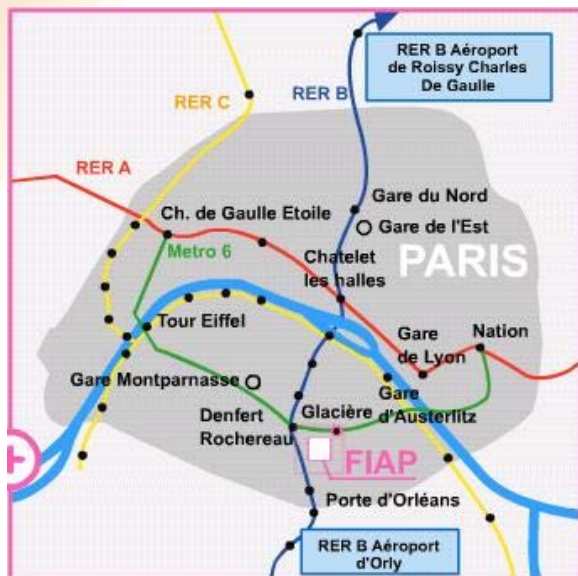 RER B Aéroport
de Roissy Charles
De Gaulle
RER C
RER B
RER A
Gare du Nord
Ch. de Gaulle Etoile
Gare de l'Est
Metro 6
Chatelet
les halles
PARIS
Tour Eiffel
Gare
de Lyon
Nation
Gare Montparnasse
Gare
d'Austerlitz
Denfert
Rochereau
Glacière
FIAP
Porte d'Orléans
RER B Aéroport
d'Orly